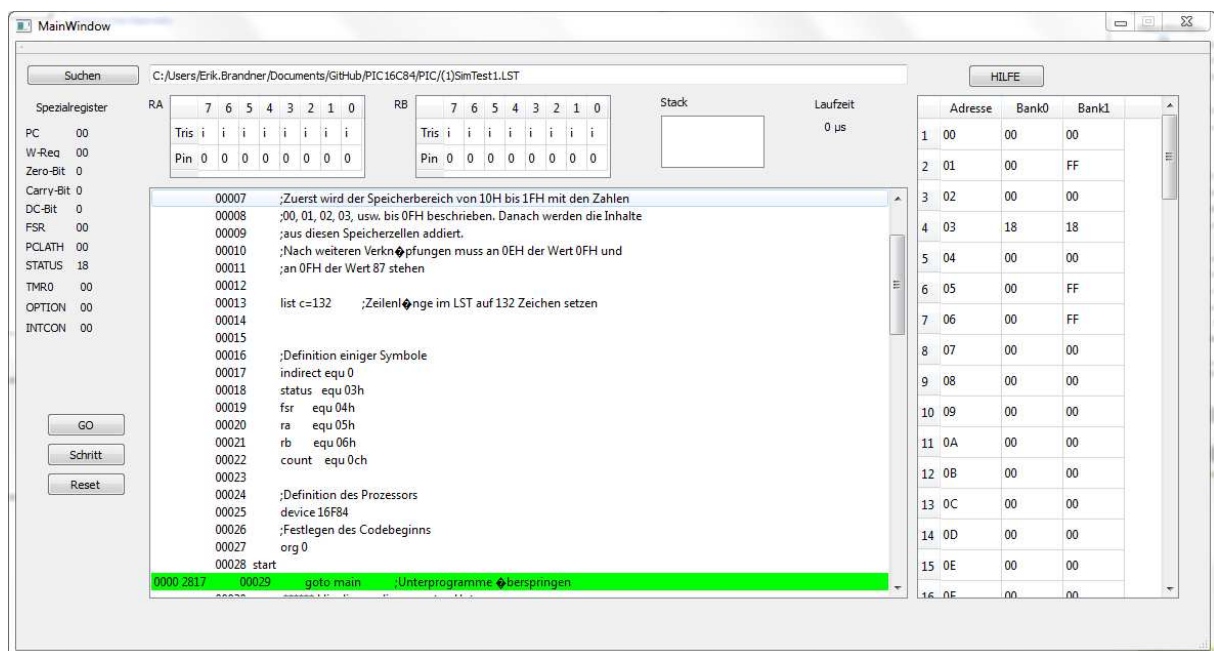 MainWindow
Suchen
C:/Users/Erik.Brandner/Documents/GitHub/PIC16C84/PIC/(1)SimTest1.LST
HILFE
Spezialregister
PC 00
W-Reg 00
Zero-Bit 0
Carry-Bit 0
DC-Bit 0
FSR 00
PCLATH 00
STATUS 18
TMR0 00
OPTION 00
INTCON 00
GO
Schritt
Reset
RA 7 6 5 4 3 2 1 0
Tris i i i i i i i i
Pin 0 0 0 0 0 0 0 0
RB 7 6 5 4 3 2 1 0
Tris i i i i i i i i
Pin 0 0 0 0 0 0 0 0
Stack
Laufzeit
0 µs
00007 ;Zuerst wird der Speicherbereich von 10H bis 1FH mit den Zahlen
00008 ;00, 01, 02, 03, usw. bis 0FH beschrieben. Danach werden die Inhalte
00009 ;aus diesen Speicherzellen addiert.
00010 ;Nach weiteren Verkn�pfungen muss an 0EH der Wert 0FH und
00011 ;an 0FH der Wert 87 stehen
00012
00013 list c=132 ;Zeilenl�nge im LST auf 132 Zeichen setzen
00014
00015
00016 ;Definition einiger Symbole
00017 indirect equ 0
00018 status equ 03h
00019 fsr equ 04h
00020 ra equ 05h
00021 rb equ 06h
00022 count equ 0ch
00023
00024 ;Definition des Prozessors
00025 device 16F84
00026 ;Festlegen des Codebeginns
00027 org 0
00028 start
0000 2817 00029 goto main ;Unterprogramme �berspringen
Adresse Bank0 Bank1
1 00 00 00
2 01 00 FF
3 02 00 00
4 03 18 18
5 04 00 00
6 05 00 FF
7 06 00 FF
8 07 00 00
9 08 00 00
10 09 00 00
11 0A 00 00
12 0B 00 00
13 0C 00 00
14 0D 00 00
15 0E 00 00
16 0F 00 00